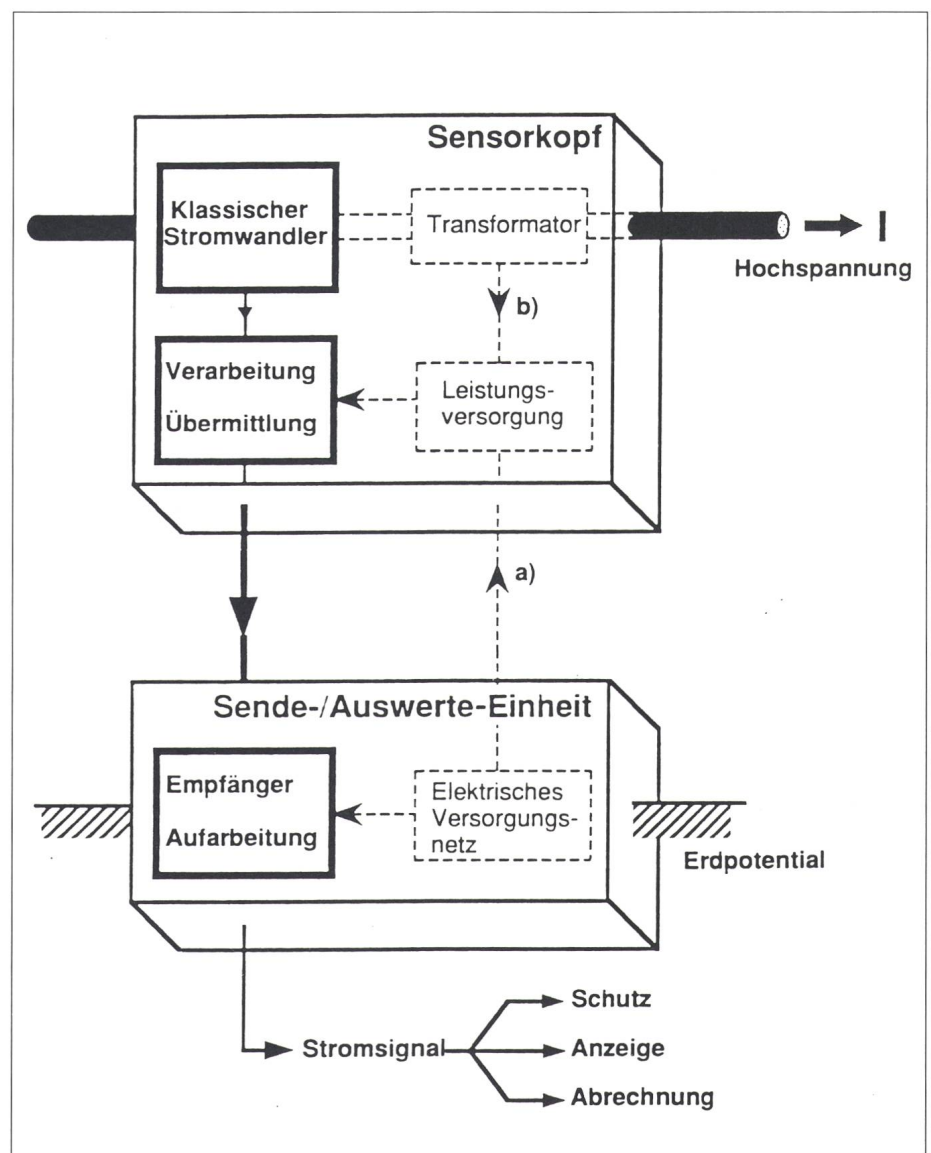 Sensorkopf
Klassischer
Stromwandler
Transformator
I
Hochspannung
b)
Verarbeitung
Übermittlung
Leistungs-
versorgung
a)
Sende-/Auswerte-Einheit
Empfänger
Aufarbeitung
Elektrisches
Versorgungs-
netz
Erdpotential
Stromsignal
Schutz
Anzeige
Abrechnung